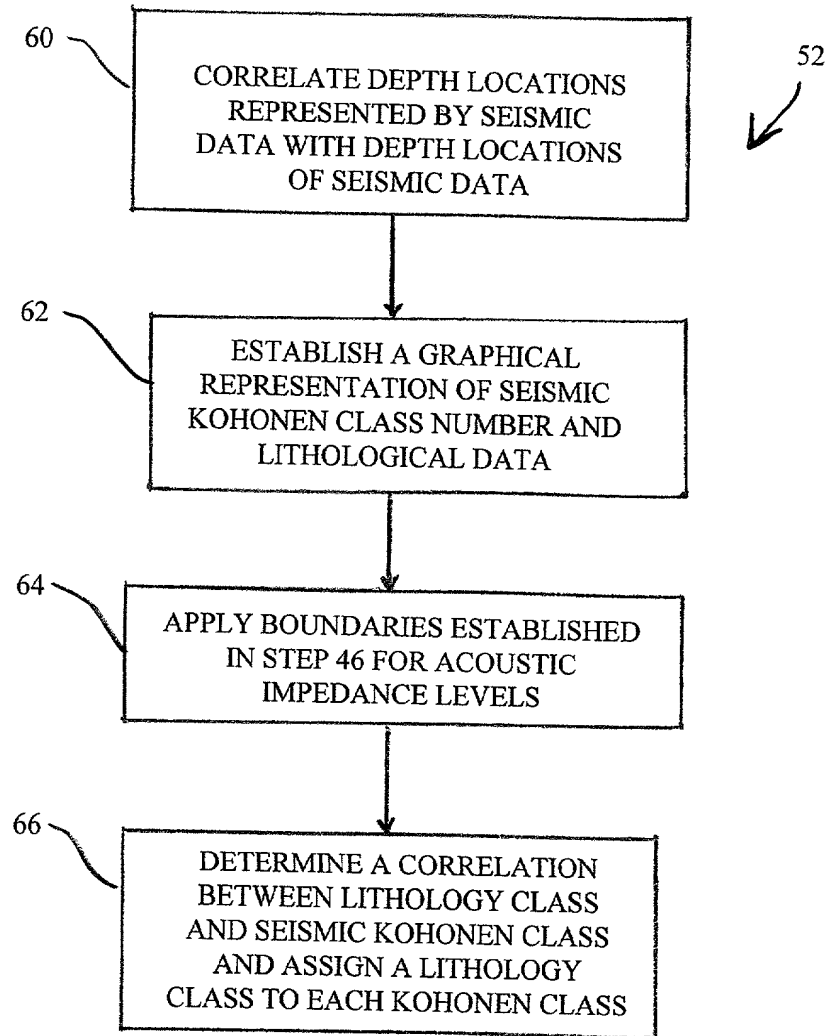 60
52
CORRELATE DEPTH LOCATIONS
REPRESENTED BY SEISMIC
DATA WITH DEPTH LOCATIONS
OF SEISMIC DATA
62
ESTABLISH A GRAPHICAL
REPRESENTATION OF SEISMIC
KOHONEN CLASS NUMBER AND
LITHOLOGICAL DATA
64
APPLY BOUNDARIES ESTABLISHED
IN STEP 46 FOR ACOUSTIC
IMPEDANCE LEVELS
66
DETERMINE A CORRELATION
BETWEEN LITHOLOGY CLASS
AND SEISMIC KOHONEN CLASS
AND ASSIGN A LITHOLOGY
CLASS TO EACH KOHONEN CLASS